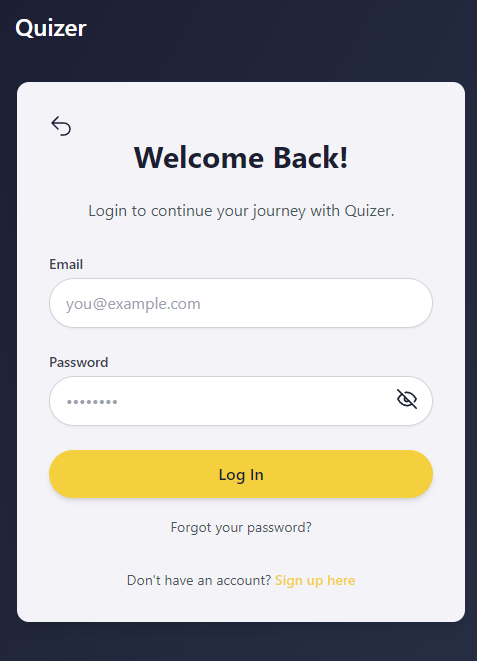 Quizer
Welcome Back!
Login to continue your journey with Quizer.
Email
you@example.com
Password
••••••••
Log In
Forgot your password?
Don't have an account? Sign up here